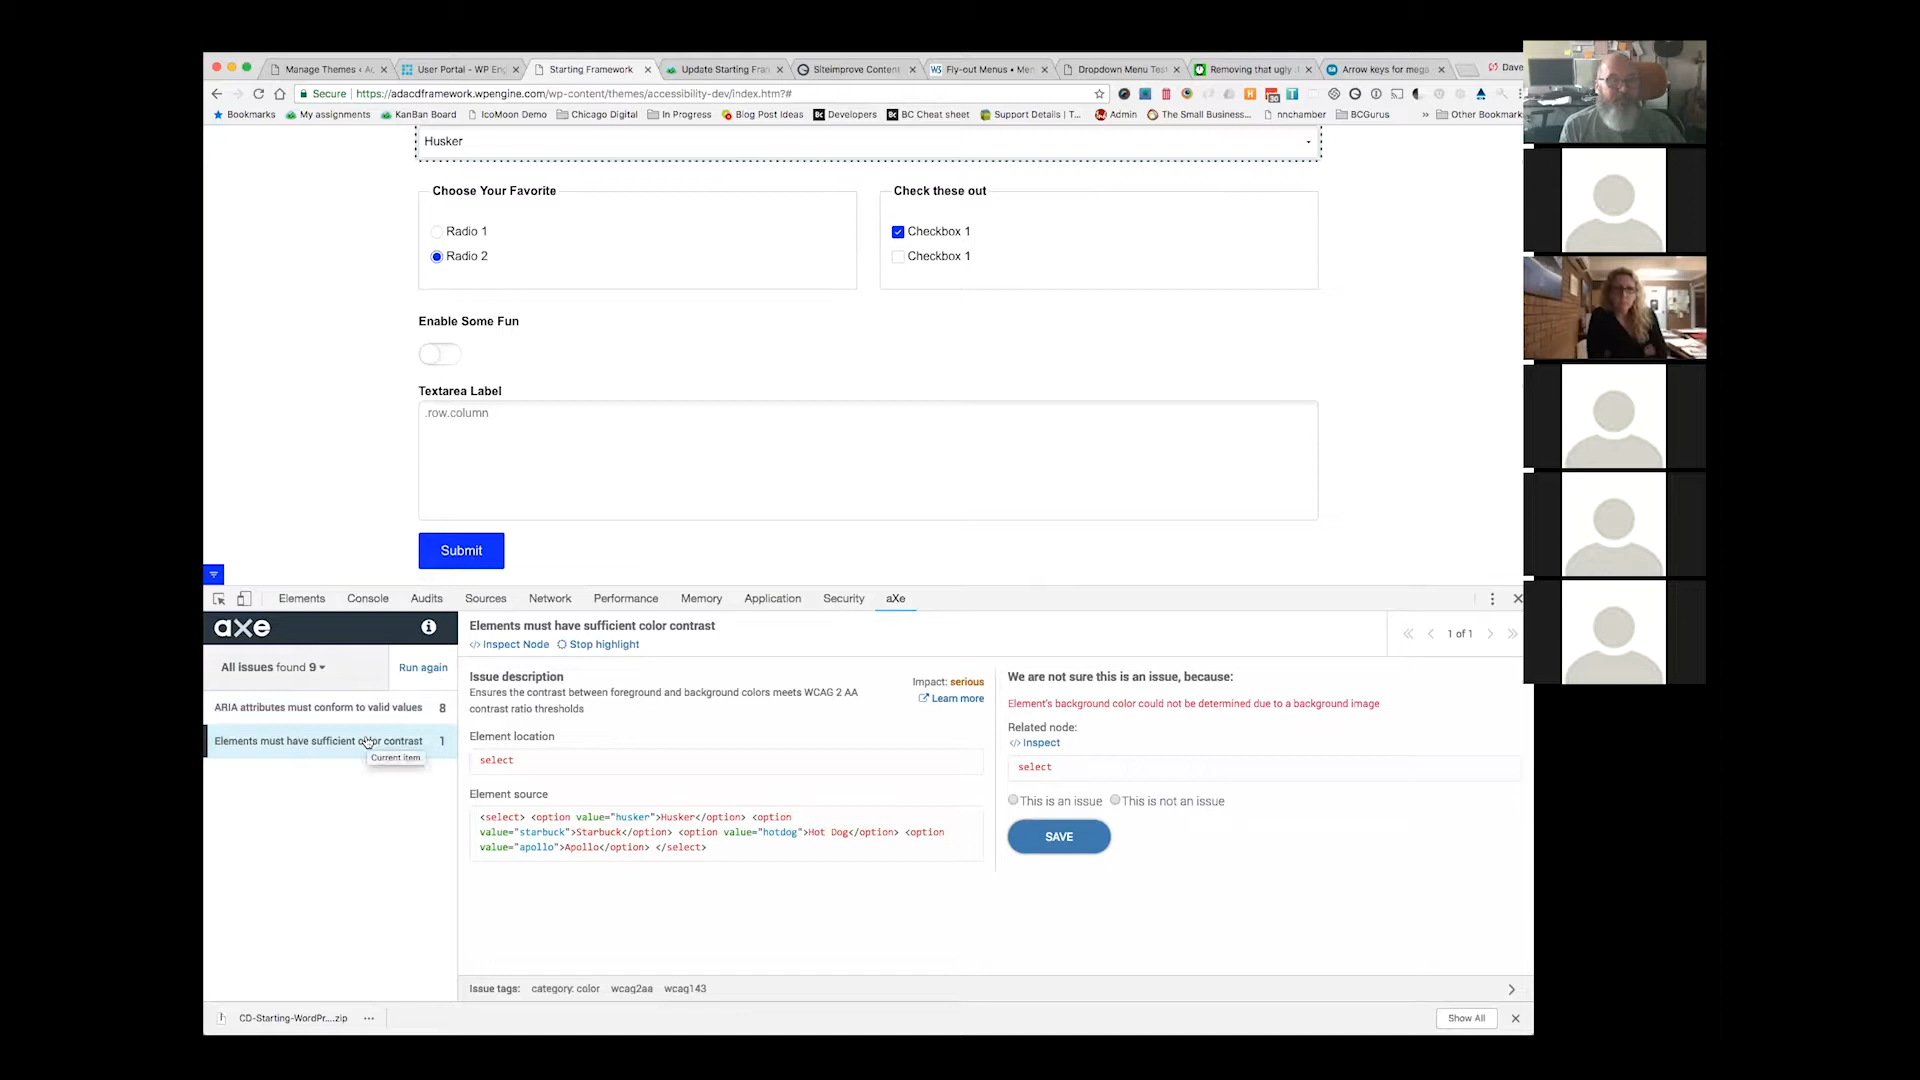 Manage Themes ‹ Ac
User Portal - WP Eng
Starting Framework
Update Starting Fram
Siteimprove Content
Fly-out Menus • Men
Dropdown Menu Test
Removing that ugly :f
Arrow keys for mega
Dave
Secure
https://adacdframework.wpengine.com/wp-content/themes/accessibility-dev/index.htm?#
Bookmarks
My assignments
KanBan Board
IcoMoon Demo
Chicago Digital
In Progress
Blog Post Ideas
Developers
BC Cheat sheet
Support Details | T...
Admin
The Small Business...
nnchamber
BCGurus
»
Other Bookmark
Husker
Choose Your Favorite
Radio 1
Radio 2
Check these out
Checkbox 1
Checkbox 1
Enable Some Fun
Textarea Label
.row.column
Submit
Elements
Console
Audits
Sources
Network
Performance
Memory
Application
Security
aXe
axe
All issues found 9
Run again
ARIA attributes must conform to valid values 8
Elements must have sufficient color contrast 1
Current item
Elements must have sufficient color contrast
</> Inspect Node
Stop highlight
1 of 1
Issue description
Ensures the contrast between foreground and background colors meets WCAG 2 AA
contrast ratio thresholds
Impact: serious
Learn more
Element location
select
Element source
<select> <option value="husker">Husker</option> <option
value="starbuck">Starbuck</option> <option value="hotdog">Hot Dog</option> <option
value="apollo">Apollo</option> </select>
We are not sure this is an issue, because:
Element's background color could not be determined due to a background image
Related node:
</> Inspect
select
This is an issue
This is not an issue
SAVE
Issue tags: category: color wcag2aa wcag143
CD-Starting-WordPr....zip
Show All